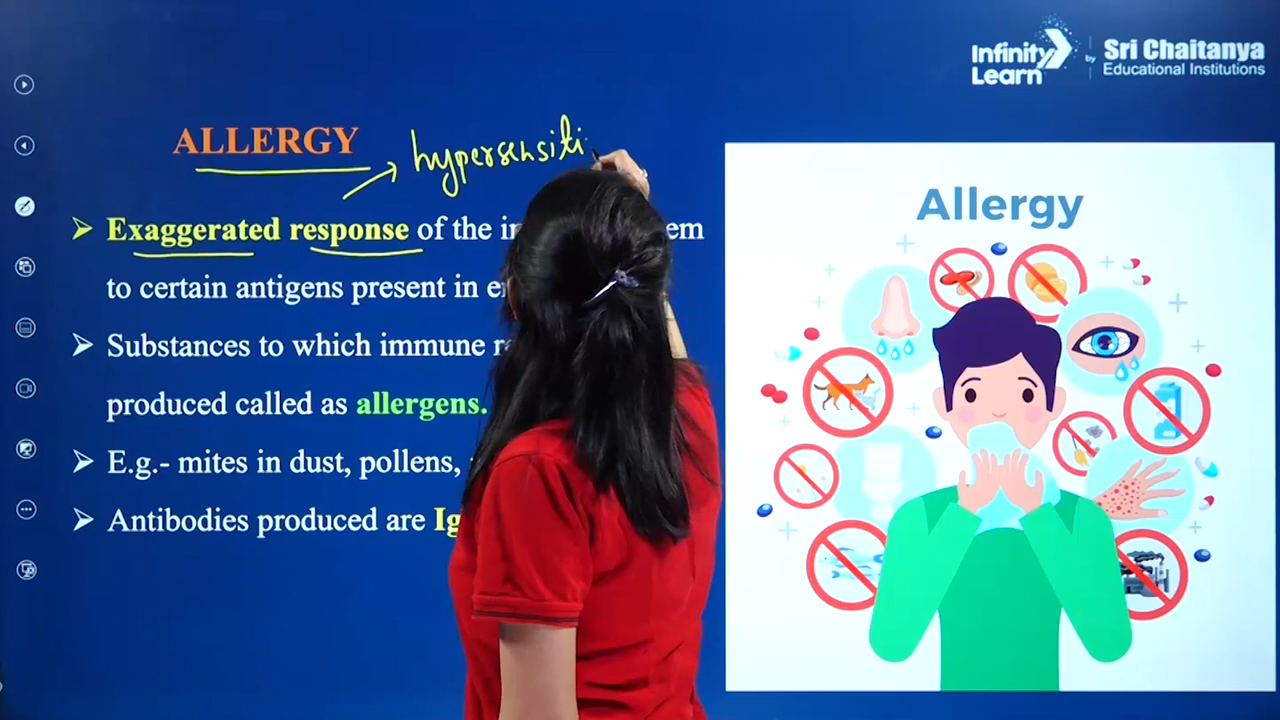 Infinity Learn by Sri Chaitanya Educational Institutions
ALLERGY
hypersensiti
Exaggerated response of the em
to certain antigens present in
Substances to which immune
produced called as allergens.
E.g.- mites in dust, pollens,
Antibodies produced are Ig
Allergy